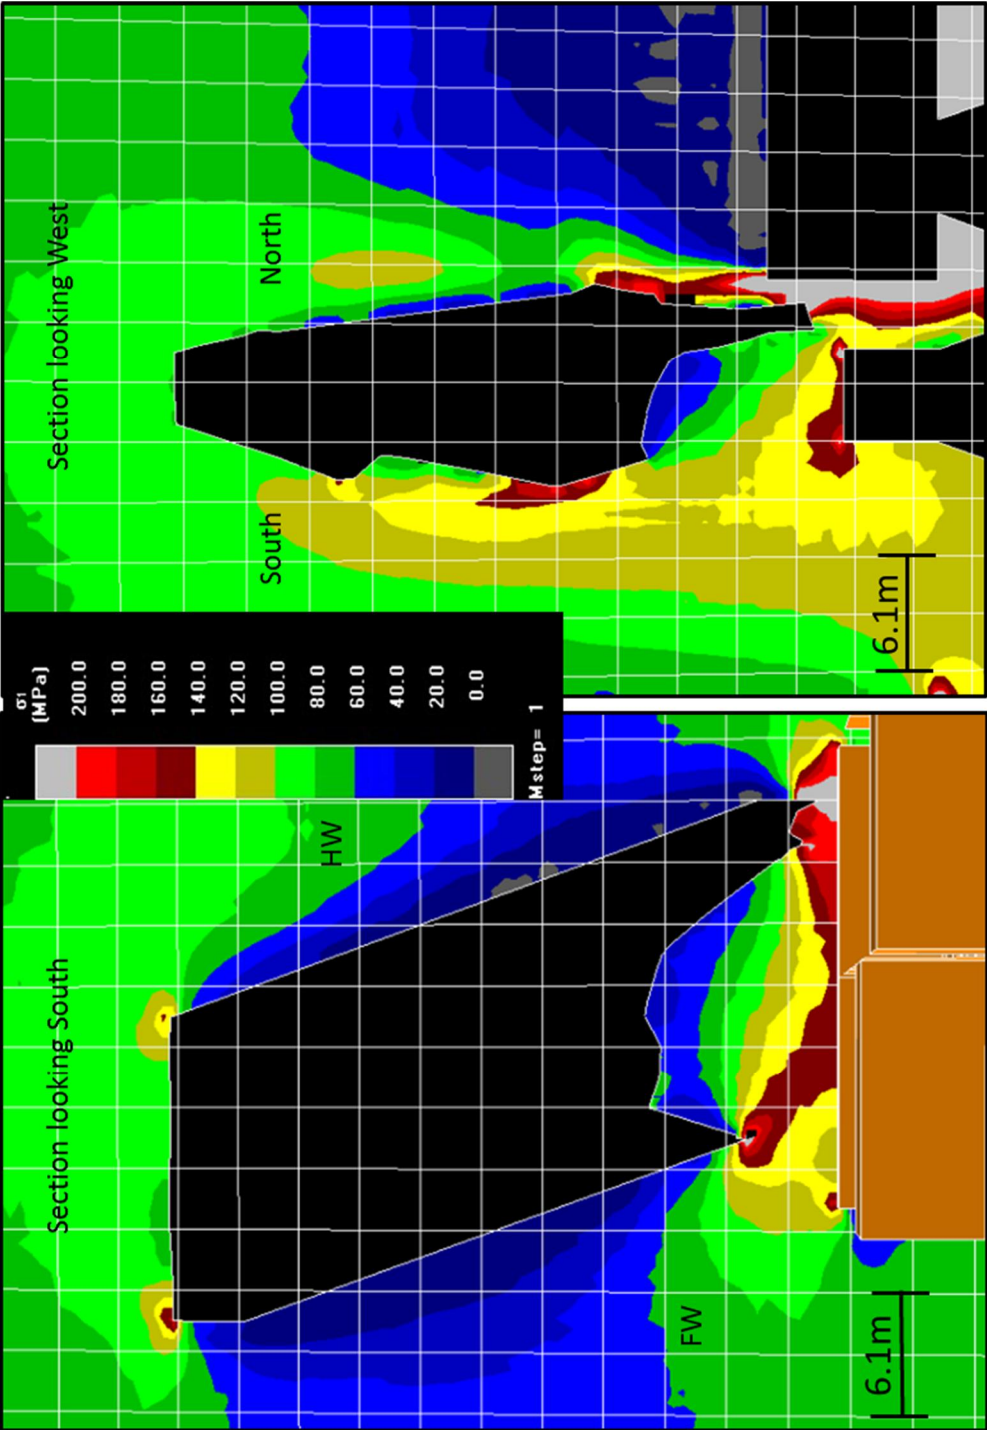 Section looking West
North
South
6.1m
σ1
(MPa)
200.0
180.0
160.0
140.0
120.0
100.0
80.0
60.0
40.0
20.0
0.0
Mstep= 1
Section looking South
HW
FW
6.1m